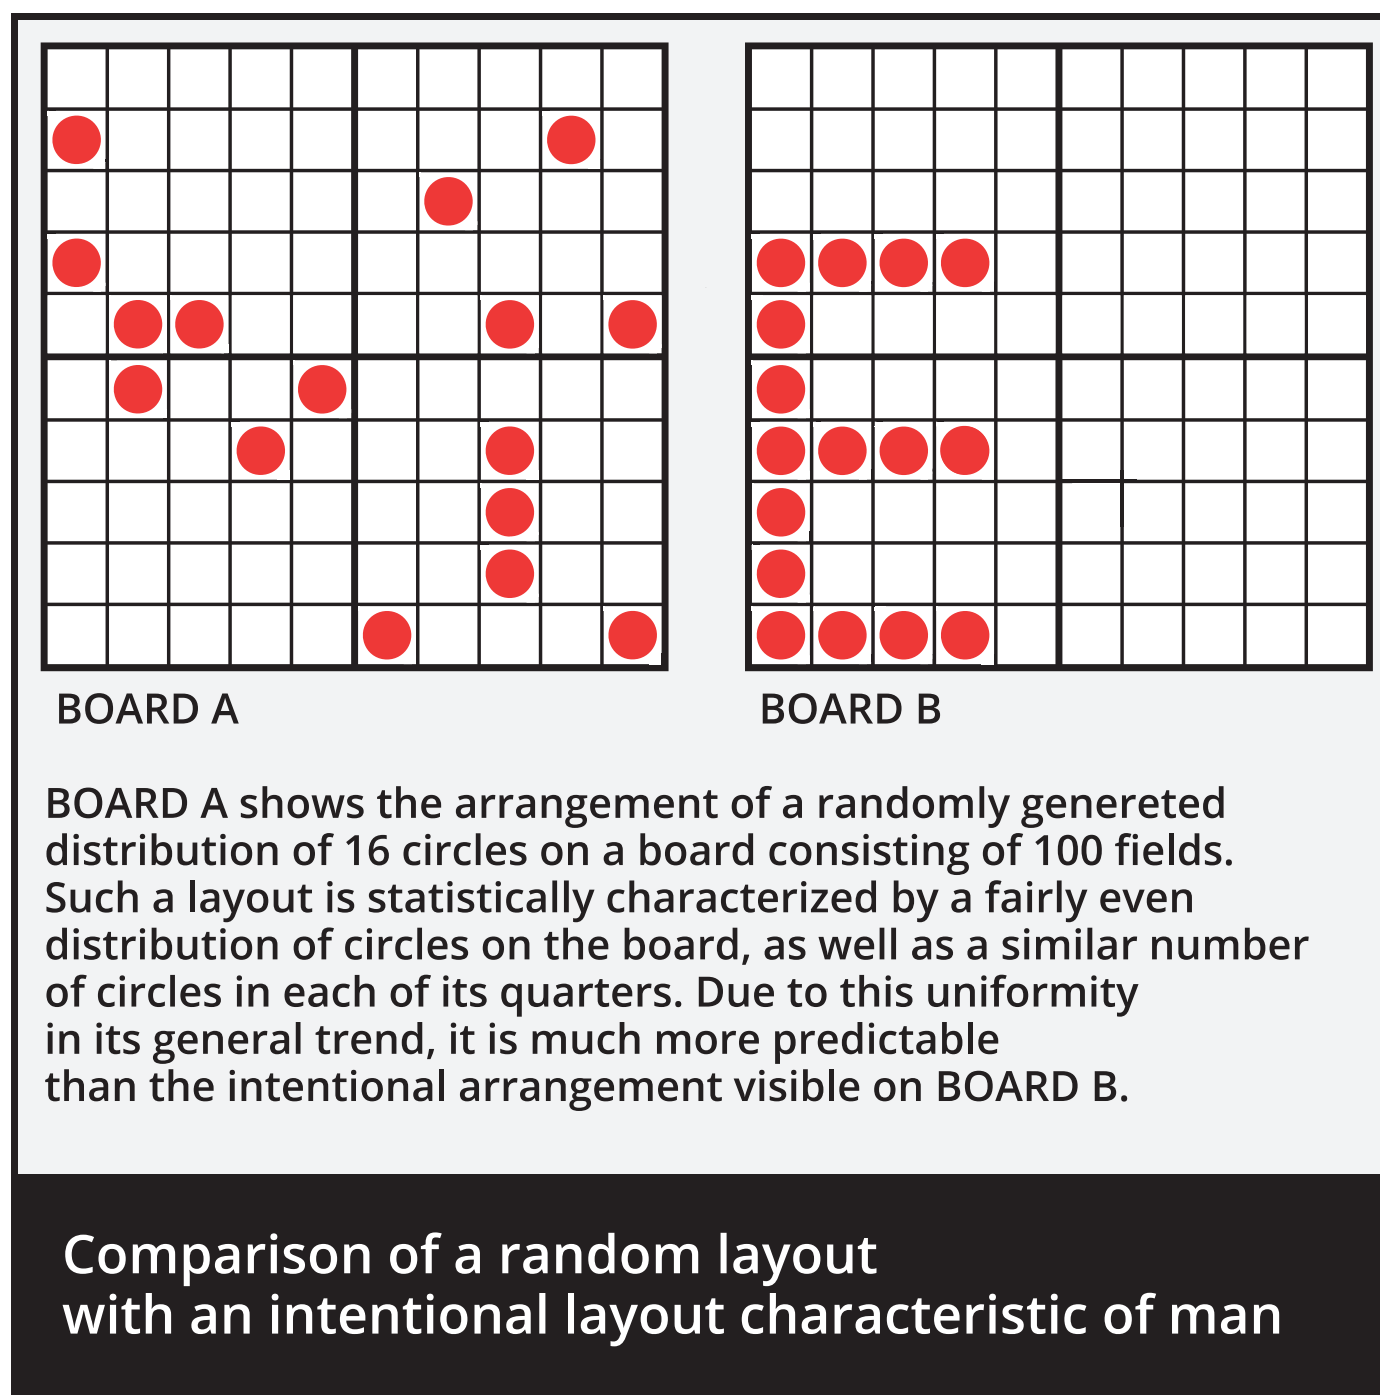 BOARD A
BOARD B
BOARD A shows the arrangement of a randomly genereted
distribution of 16 circles on a board consisting of 100 fields.
Such a layout is statistically characterized by a fairly even
distribution of circles on the board, as well as a similar number
of circles in each of its quarters. Due to this uniformity
in its general trend, it is much more predictable
than the intentional arrangement visible on BOARD B.
Comparison of a random layout
with an intentional layout characteristic of man